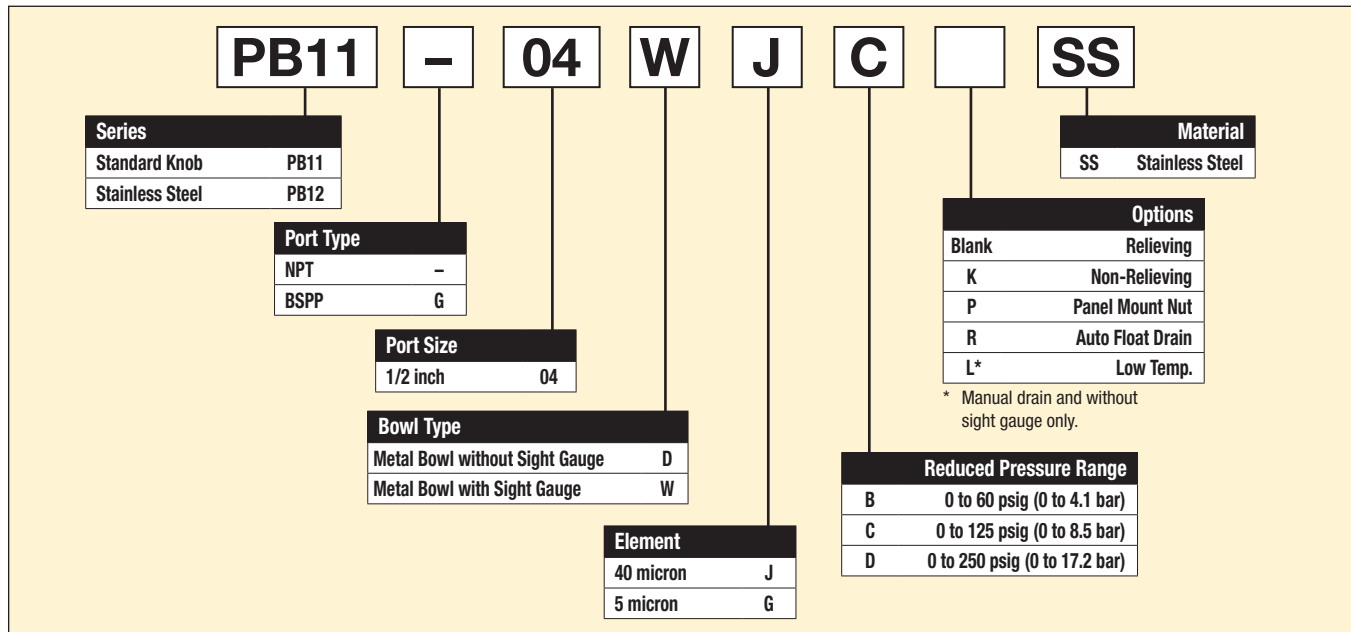 PB11 – 04 W J C SS
Series
Standard Knob PB11
Stainless Steel PB12
Material
SS Stainless Steel
Port Type
NPT –
BSPP G
Options
Blank Relieving
K Non-Relieving
P Panel Mount Nut
R Auto Float Drain
L* Low Temp.
* Manual drain and without
sight gauge only.
Port Size
1/2 inch 04
Bowl Type
Metal Bowl without Sight Gauge D
Metal Bowl with Sight Gauge W
Reduced Pressure Range
B 0 to 60 psig (0 to 4.1 bar)
C 0 to 125 psig (0 to 8.5 bar)
D 0 to 250 psig (0 to 17.2 bar)
Element
40 micron J
5 micron G